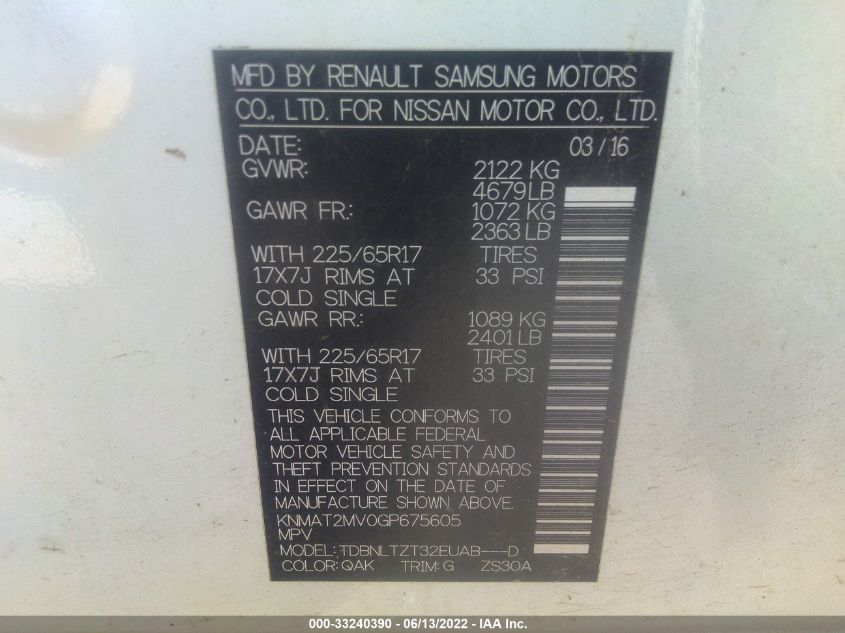 MFD BY RENAULT SAMSUNG MOTORS
CO., LTD. FOR NISSAN MOTOR CO., LTD.
DATE: 03/16
GVWR: 2122 KG
4679 LB
GAWR FR.: 1072 KG
2363 LB
WITH 225/65R17 TIRES
17X7J RIMS AT 33 PSI
COLD SINGLE
GAWR RR.: 1089 KG
2401 LB
WITH 225/65R17 TIRES
17X7J RIMS AT 33 PSI
COLD SINGLE
THIS VEHICLE CONFORMS TO
ALL APPLICABLE FEDERAL
MOTOR VEHICLE SAFETY AND
THEFT PREVENTION STANDARDS
IN EFFECT ON THE DATE OF
MANUFACTURE SHOWN ABOVE.
KNMAT2MV0GP675605
MPV
MODEL: TDBNLTZT32EUAB---D
COLOR: QAK TRIM: G ZS30A
000-33240390 - 06/13/2022 - IAA Inc.